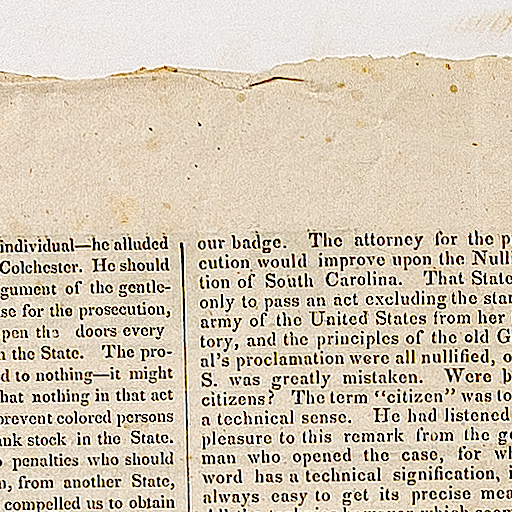 individual—he alluded
Colchester. He should
gument of the gentle-
se for the prosecution,
pen the doors every
the State. The pro-
d to nothing—it might
hat nothing in that act
prevent colored persons
nk stock in the State.
penalties who should
from another State,
compelled us to obtain
our badge. The attorney for the p
cution would improve upon the Nulli
tion of South Carolina. That State
only to pass an act excluding the sta
army of the United States from her
tory, and the principles of the old G
al's proclamation were all nullified, o
S. was greatly mistaken. Were b
citizens? The term "citizen" was to
a technical sense. He had listened
pleasure to this remark from the ge
man who opened the case, for wh
word has a technical signification, i
always easy to get its precise mea